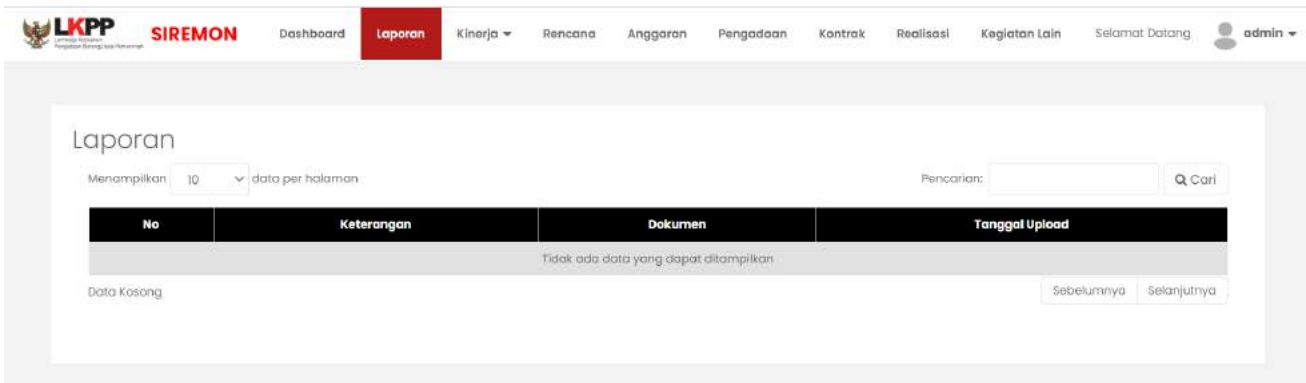 LKPP
SIREMON Dashboard Laporan Kinerja Rencana Anggaran Pengadaan Kontrak Realisasi Kegiatan Lain Selamat Datang admin
Laporan
Menampilkan 10 data per halaman Pencarian: Cari
No Keterangan Dokumen Tanggal Upload
Tidak ada data yang dapat ditampilkan
Data Kosong Sebelumnya Selanjutnya